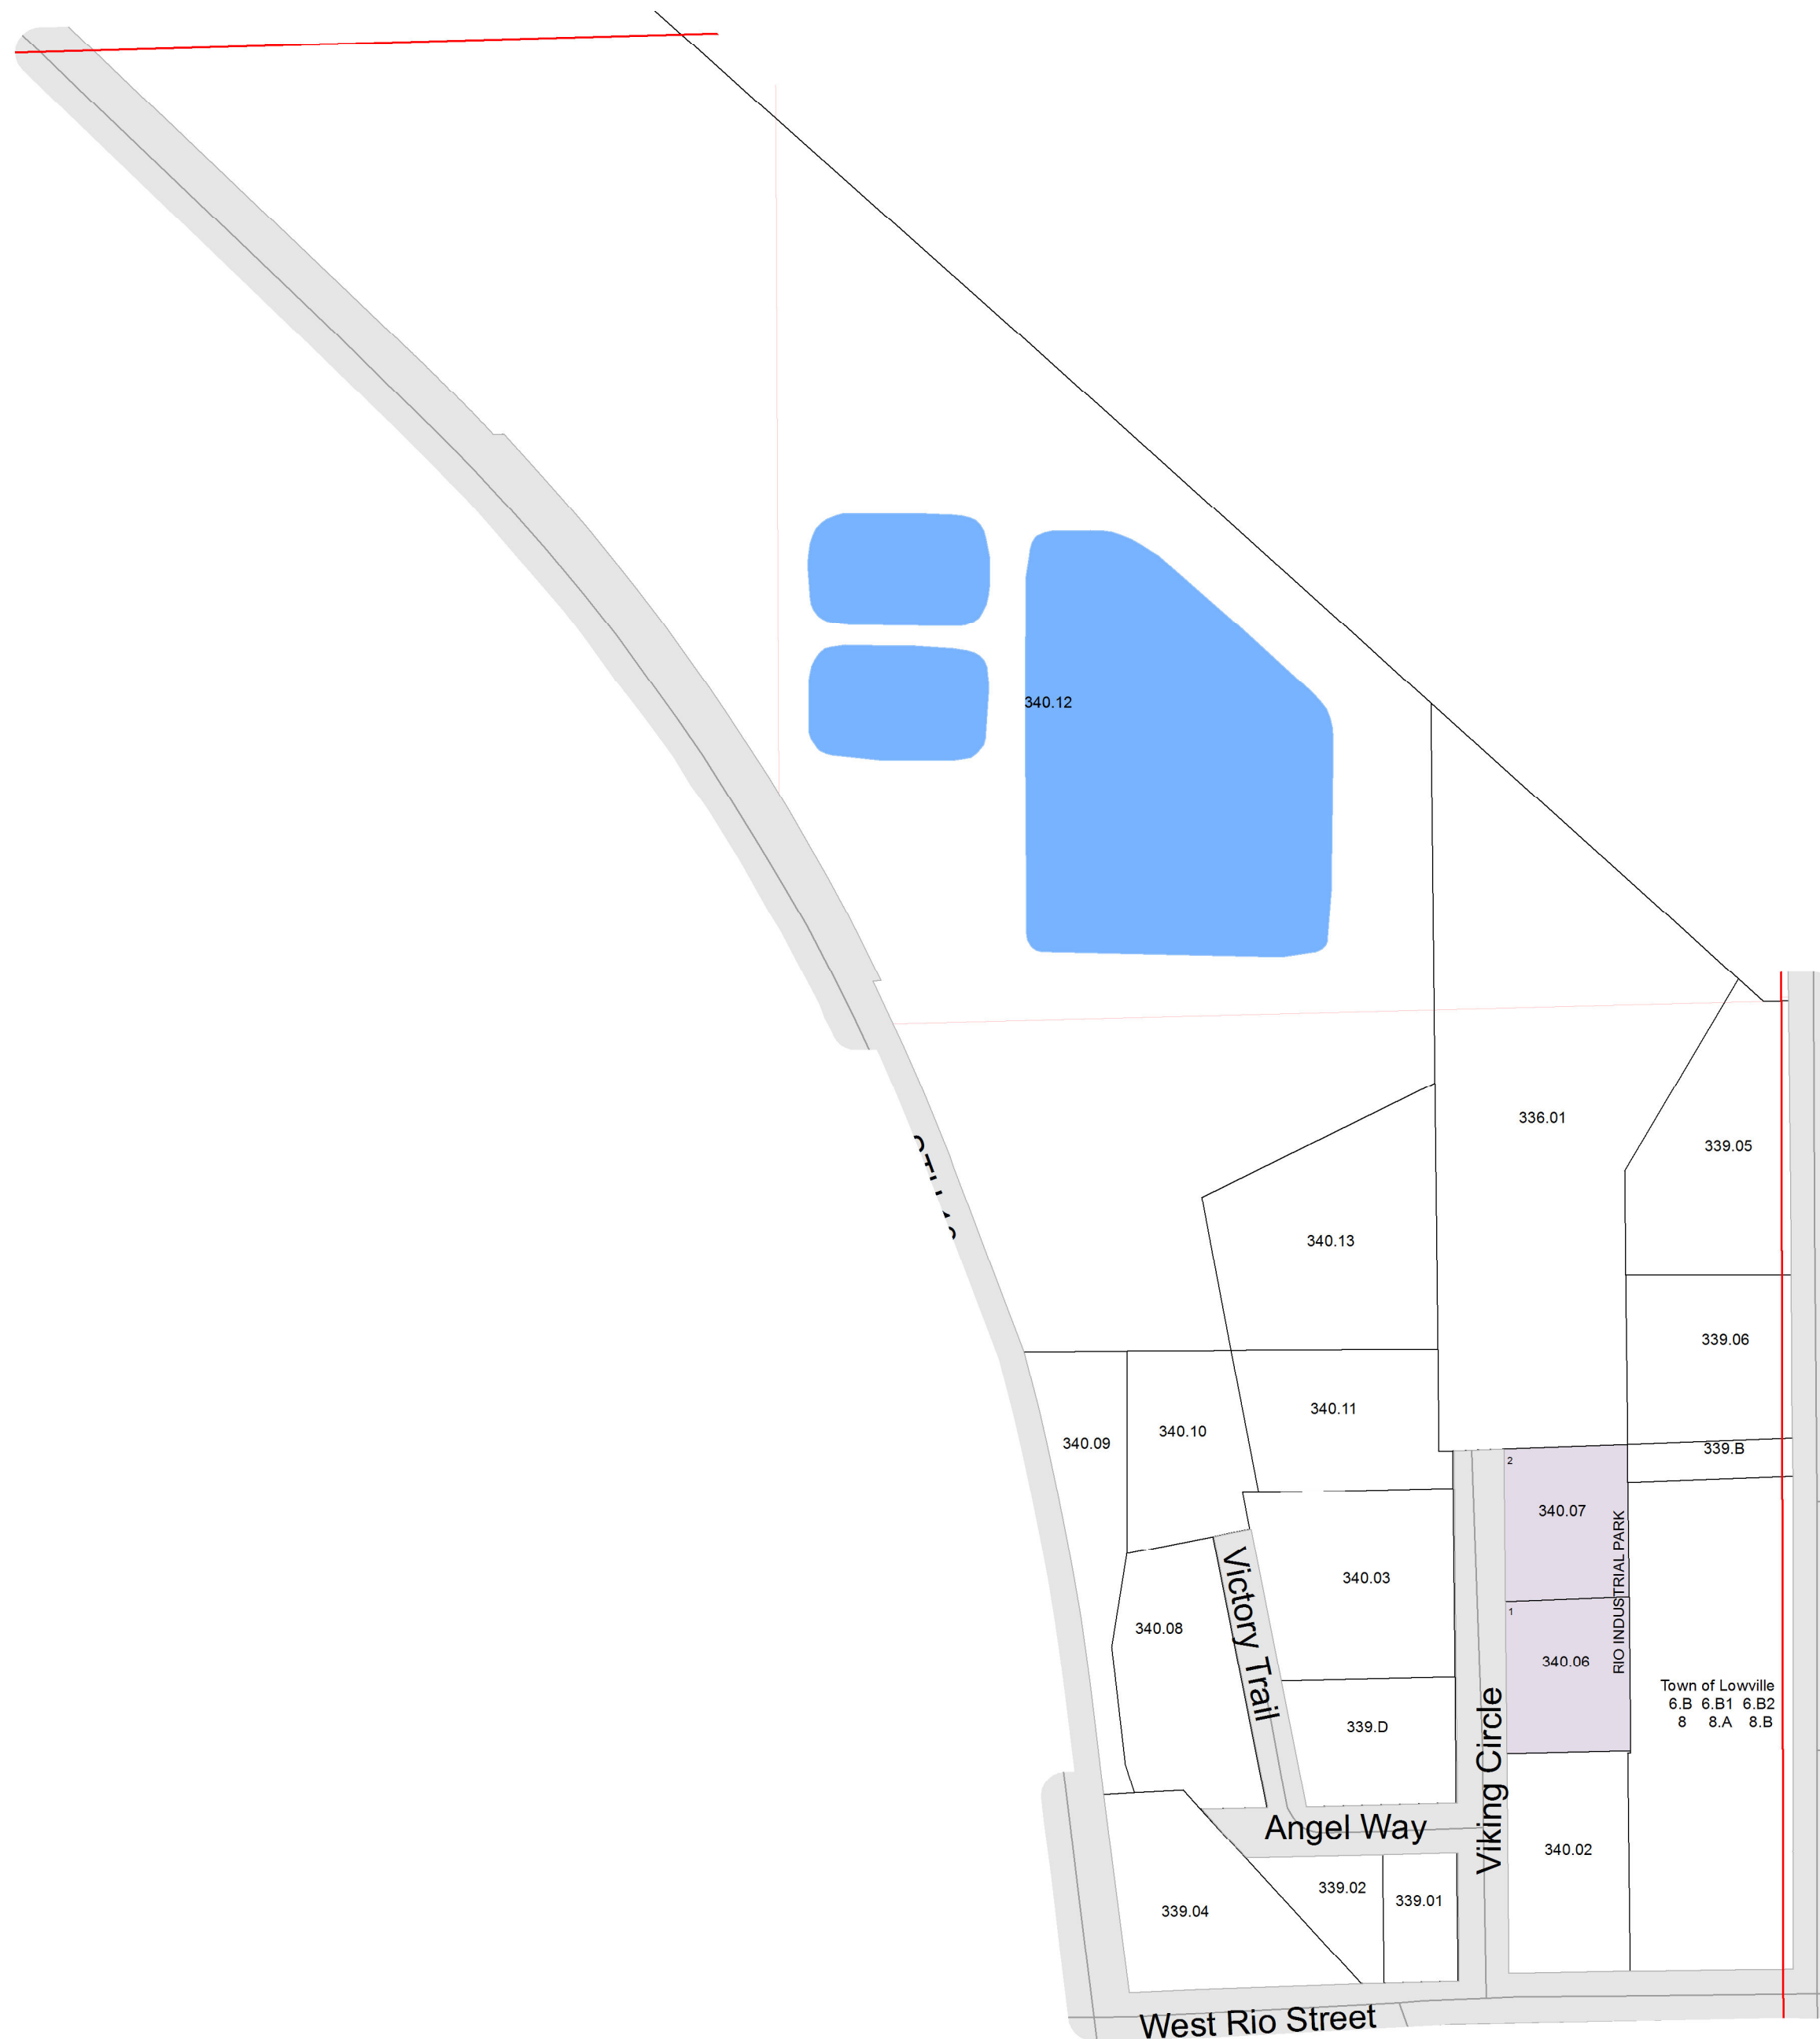 340.12
336.01
339.05
340.13
339.06
340.11
340.10
340.09
339.B
2
340.07
RIO INDUSTRIAL PARK
340.03
1
340.08
Victory Trail
340.06
Town of Lowville
6.B 6.B1 6.B2
8 8.A 8.B
339.D
Viking Circle
Angel Way
340.02
339.02
339.01
339.04
West Rio Street